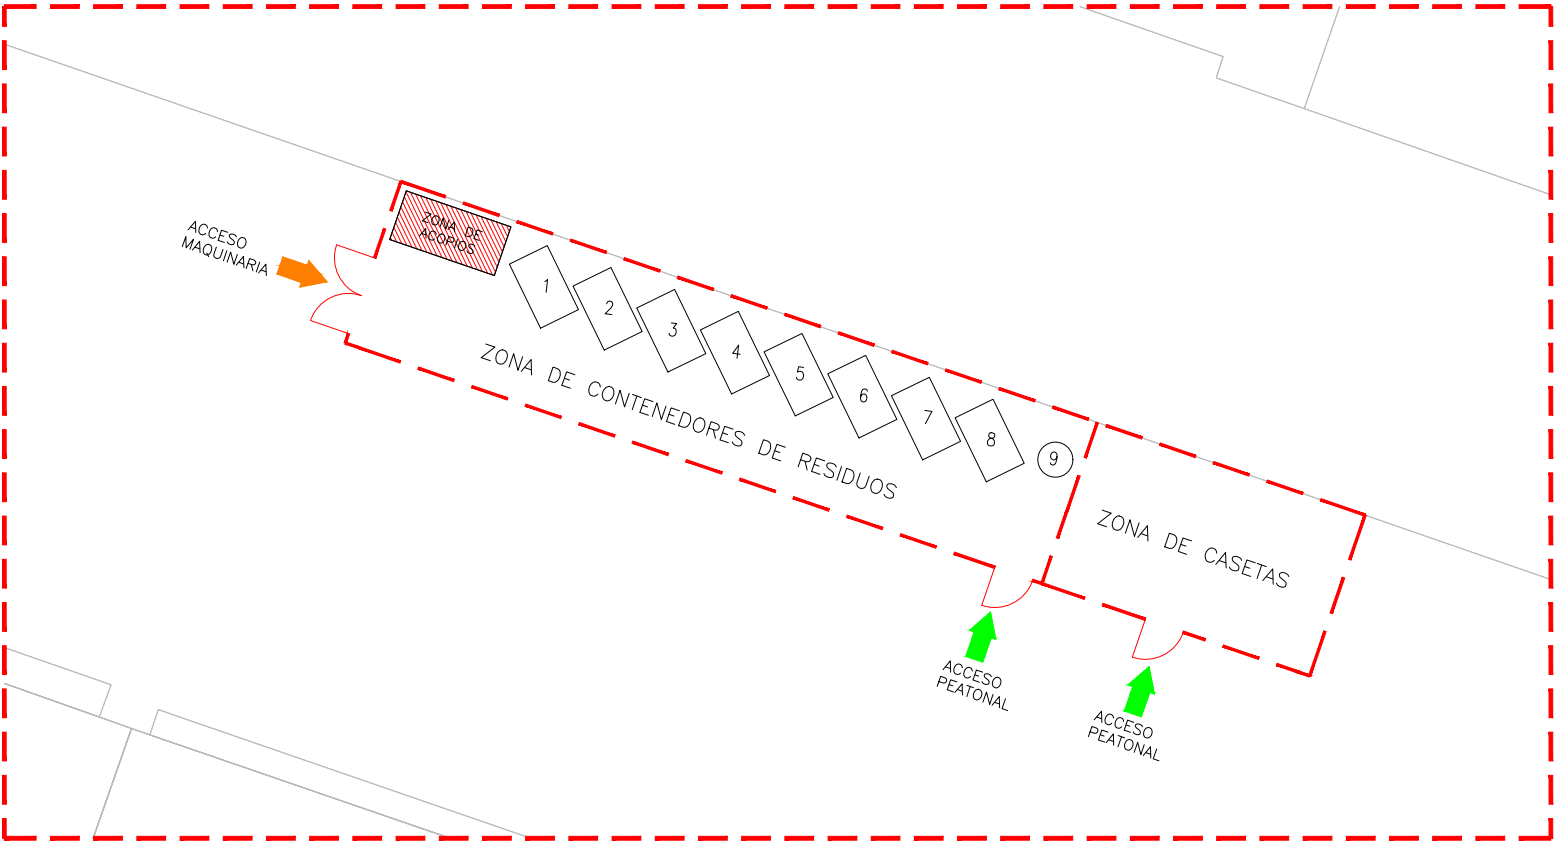 ZONA DE
ACOPIOS
ACCESO
MAQUINARIA
1
2
3
4
5
6
7
8
9
ZONA DE CONTENEDORES DE RESIDUOS
ZONA DE CASETAS
ACCESO
PEATONAL
ACCESO
PEATONAL